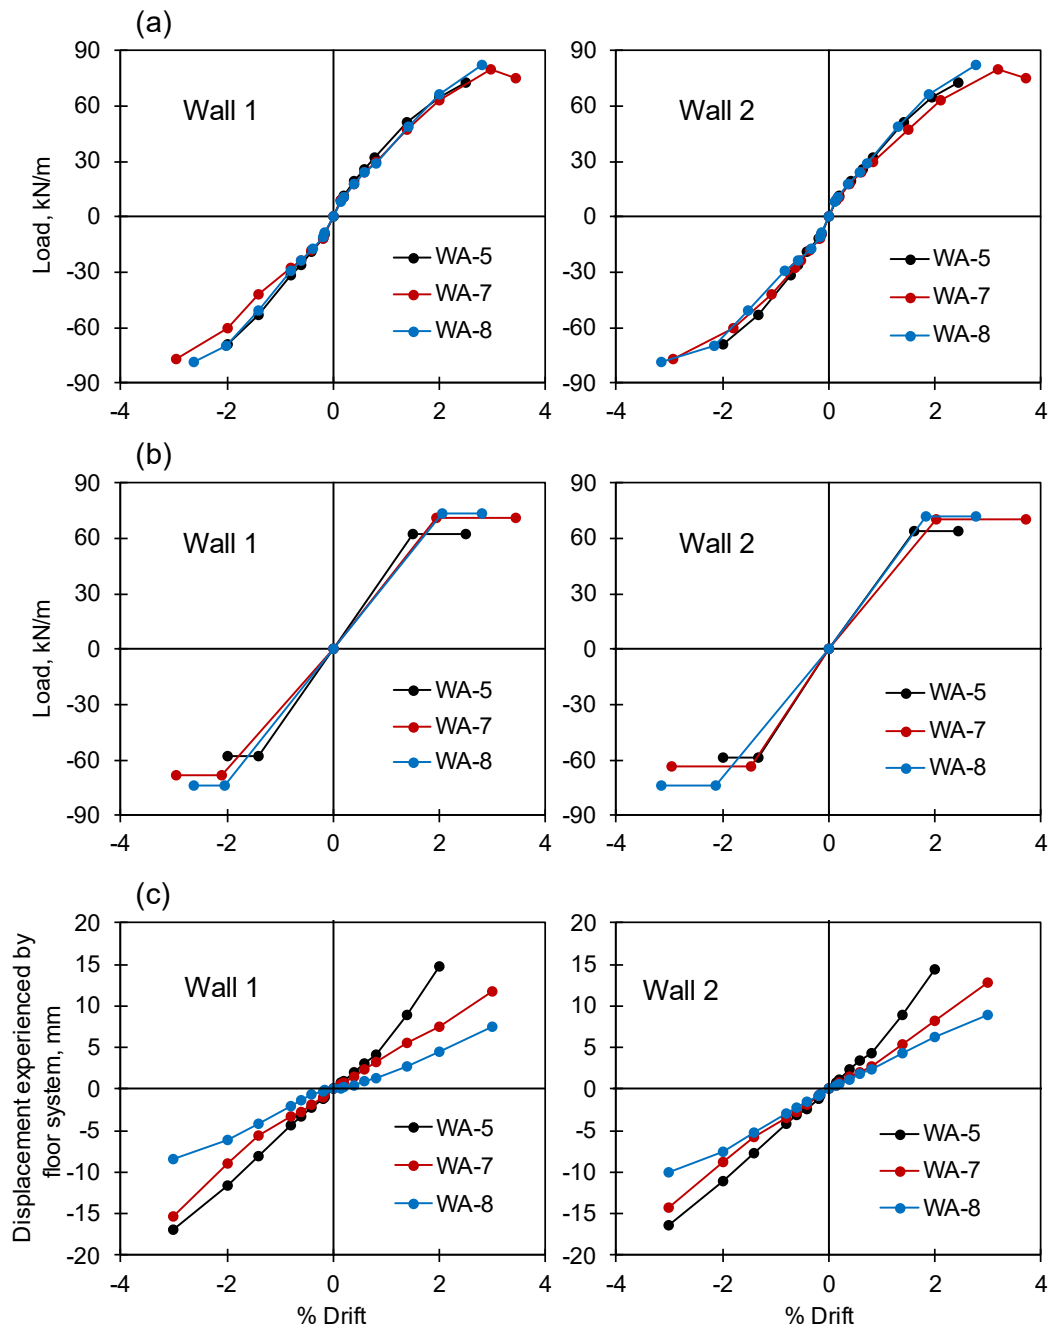 (a)
90
60
30
0
-30
-60
-90
Load, kN/m
Wall 1
WA-5
WA-7
WA-8
-4 -2 0 2 4
90
60
30
0
-30
-60
-90
Wall 2
WA-5
WA-7
WA-8
-4 -2 0 2 4
(b)
90
60
30
0
-30
-60
-90
Load, kN/m
Wall 1
WA-5
WA-7
WA-8
-4 -2 0 2 4
90
60
30
0
-30
-60
-90
Wall 2
WA-5
WA-7
WA-8
-4 -2 0 2 4
(c)
20
15
10
5
0
-5
-10
-15
-20
Displacement experienced by
floor system, mm
Wall 1
WA-5
WA-7
WA-8
-4 -2 0 2 4
% Drift
20
15
10
5
0
-5
-10
-15
-20
Wall 2
WA-5
WA-7
WA-8
-4 -2 0 2 4
% Drift